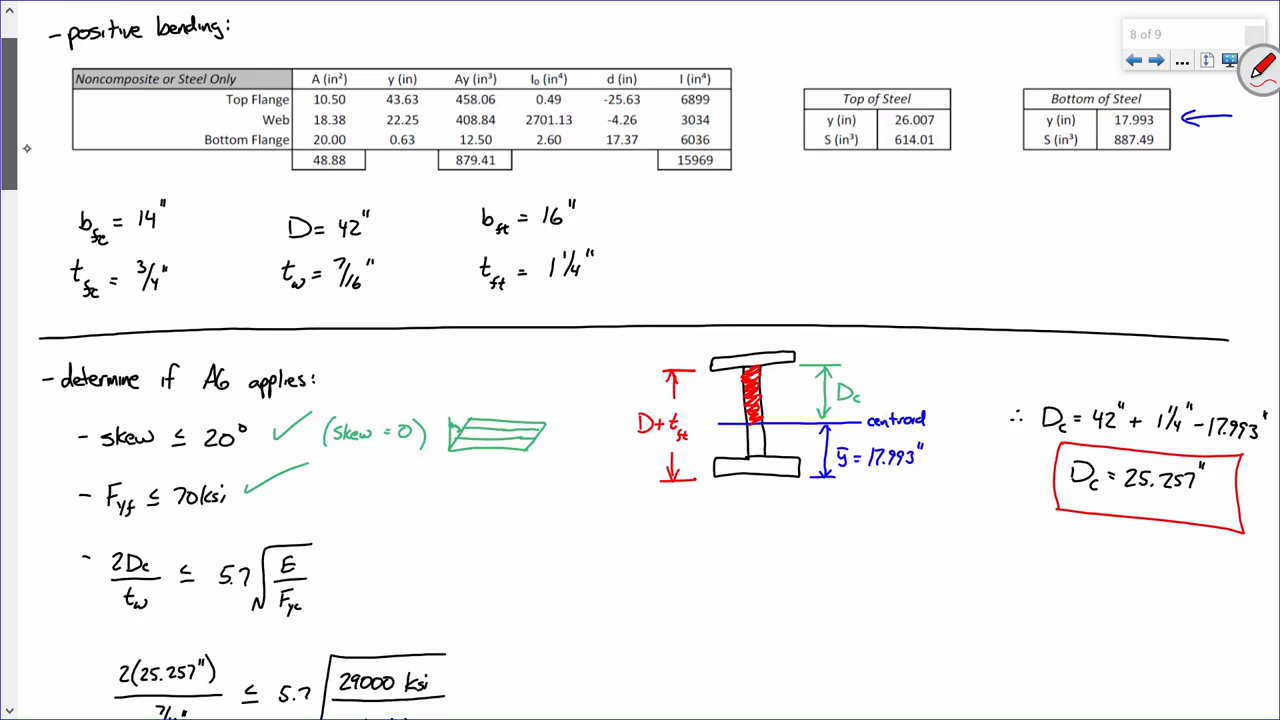 - positive bending:
8 of 9
Noncomposite or Steel Only A (in²) y (in) Ay (in³) I₀ (in⁴) d (in) I (in⁴)
Top Flange 10.50 43.63 458.06 0.49 -25.63 6899
Web 18.38 22.25 408.84 2701.13 -4.26 3034
Bottom Flange 20.00 0.63 12.50 2.60 17.37 6036
48.88 879.41 15969
Top of Steel
y (in) 26.007
S (in³) 614.01
Bottom of Steel
y (in) 17.993
S (in³) 887.49
b_fc = 14" D = 42" b_ft = 16"
t_fc = 3/4" t_w = 7/16" t_ft = 1 1/4"
- determine if A6 applies:
- skew ≤ 20° ✓ (skew = 0)
- F_yf ≤ 70ksi ✓
- 2D_c / t_w ≤ 5.7 √(E / F_yc)
2(25.257") ≤ 5.7 √ 29000 ksi
D + t_ft
D_c
centroid
ȳ = 17.993"
∴ D_c = 42" + 1 1/4" - 17.993"
D_c = 25.257"